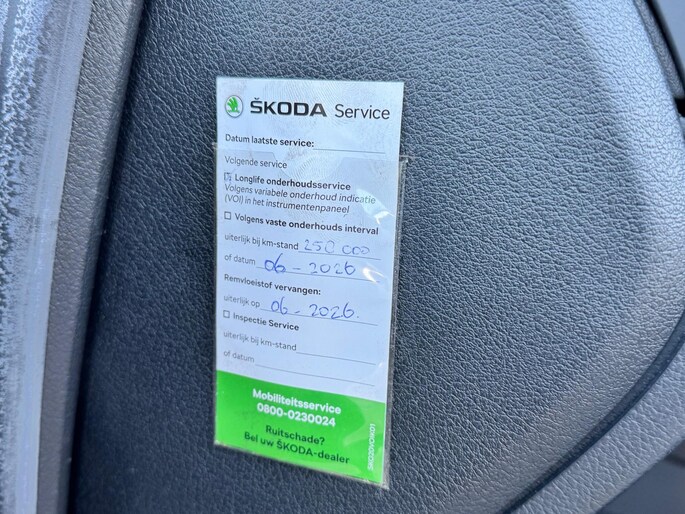 ŠKODA Service
Datum laatste service:
Volgende service
Longlife onderhoudsservice
Volgens variabele onderhoud indicatie
(VOI) in het instrumentenpaneel
Volgens vaste onderhouds interval
uiterlijk bij km-stand 250 000
of datum 06-2026
Remvloeistof vervangen:
uiterlijk op 06-2026.
Inspectie Service
uiterlijk bij km-stand
of datum
Mobiliteitsservice
0800-0230024
Ruitschade?
Bel uw ŠKODA-dealer